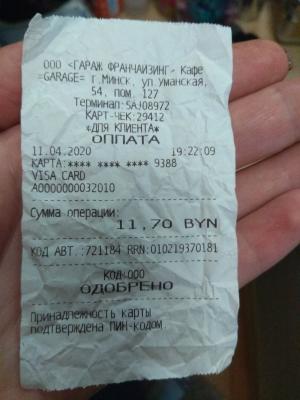 ООО <ГАРАЖ ФРАНЧАИЗИНГ> Кафе
=GARAGE= г.МИНСК, ул УМАНСКАЯ,
54, пом. 127
Терминал:SAJ08972
КАРТ-ЧЕК:29412
*ДЛЯ КЛИЕНТА*
ОПЛАТА
11.04.2020 19:22:09
КАРТА:**** **** **** 9388
VISA CARD
A0000000032010
Сумма операции:
11,70 BYN
КОД АВТ.:721184 RRN:010219370181
КОД 000
ОДОБРЕНО
Принадлежность карты
подтверждена ПИН-кодом.